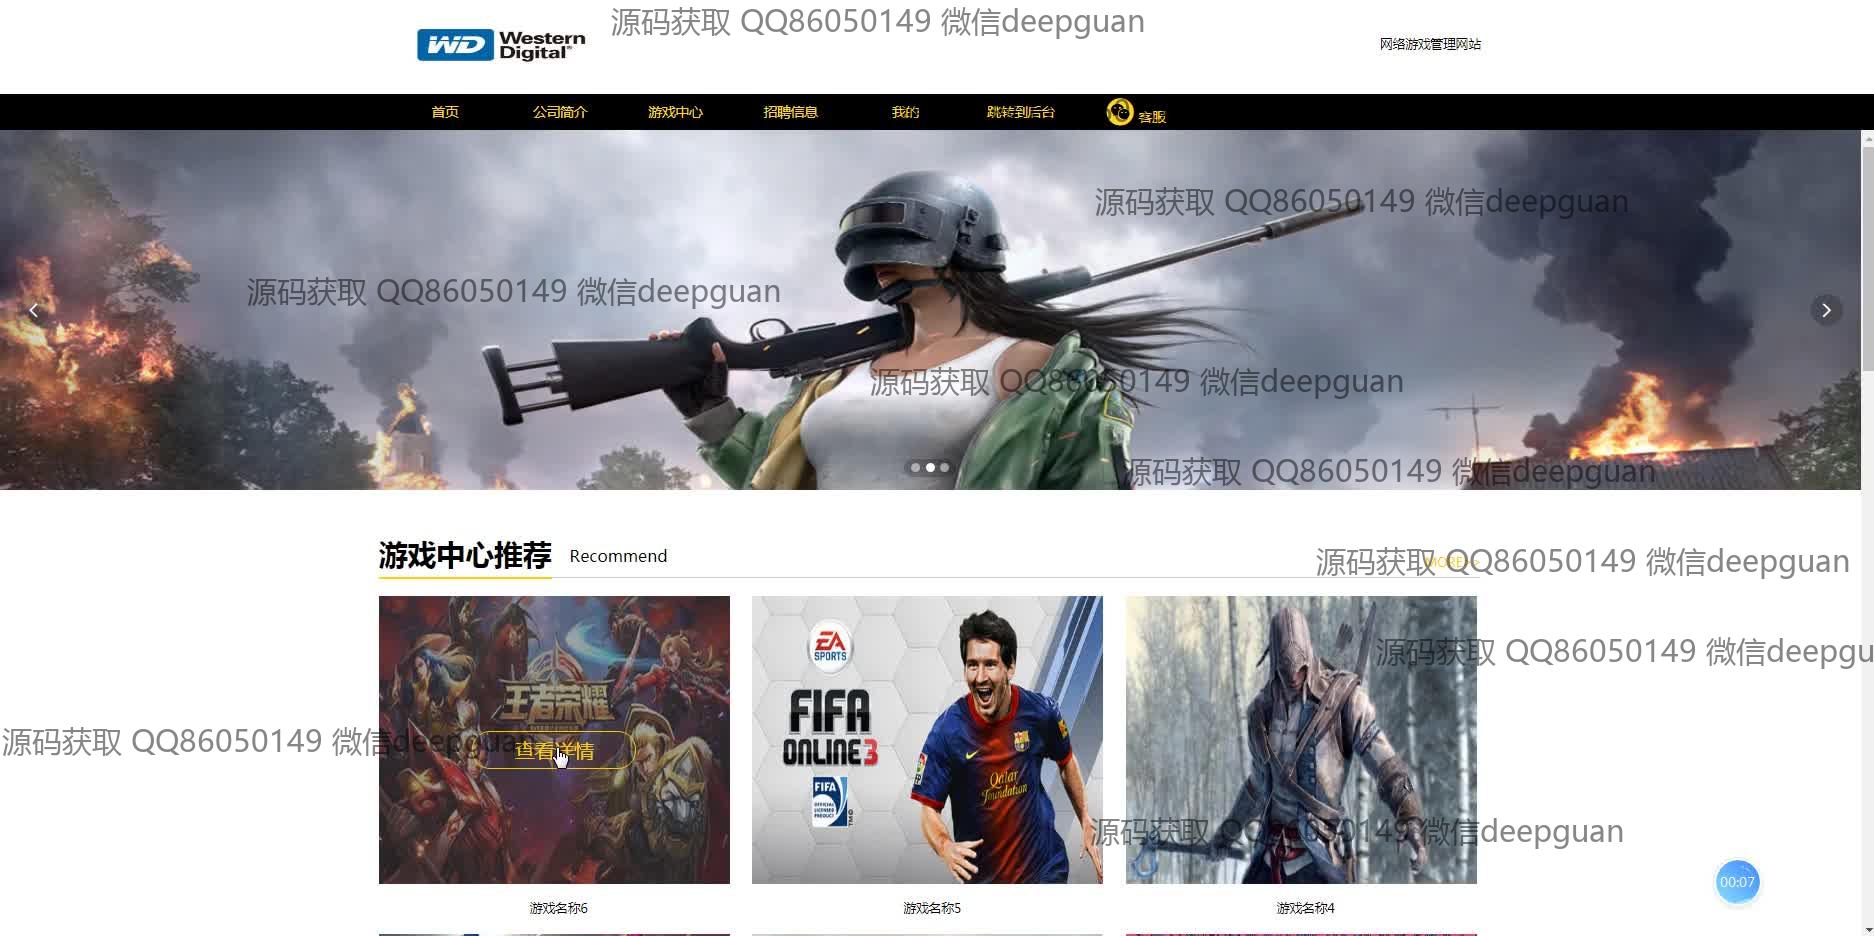 源码获取 QQ86050149 微信deepguan
WD Western Digital®
网络游戏管理网站
首页 公司简介 游戏中心 招聘信息 我的 跳转到后台 客服
源码获取 QQ86050149 微信deepguan
源码获取 QQ86050149 微信deepguan
源码获取 QQ86050149 微信deepguan
源码获取 QQ86050149 微信deepguan
游戏中心推荐 Recommend MORE>>
源码获取 QQ86050149 微信deepguan
EA SPORTS
源码获取 QQ86050149 微信deepgu
王者荣耀
FIFA
ONLINE 3
源码获取 QQ86050149 微信deepguan
查看详情
FIFA
OFFICIAL
LICENSED
PRODUCT
TM
Qatar
Foundation
源码获取 QQ86050149 微信deepguan
00:07
游戏名称6 游戏名称5 游戏名称4